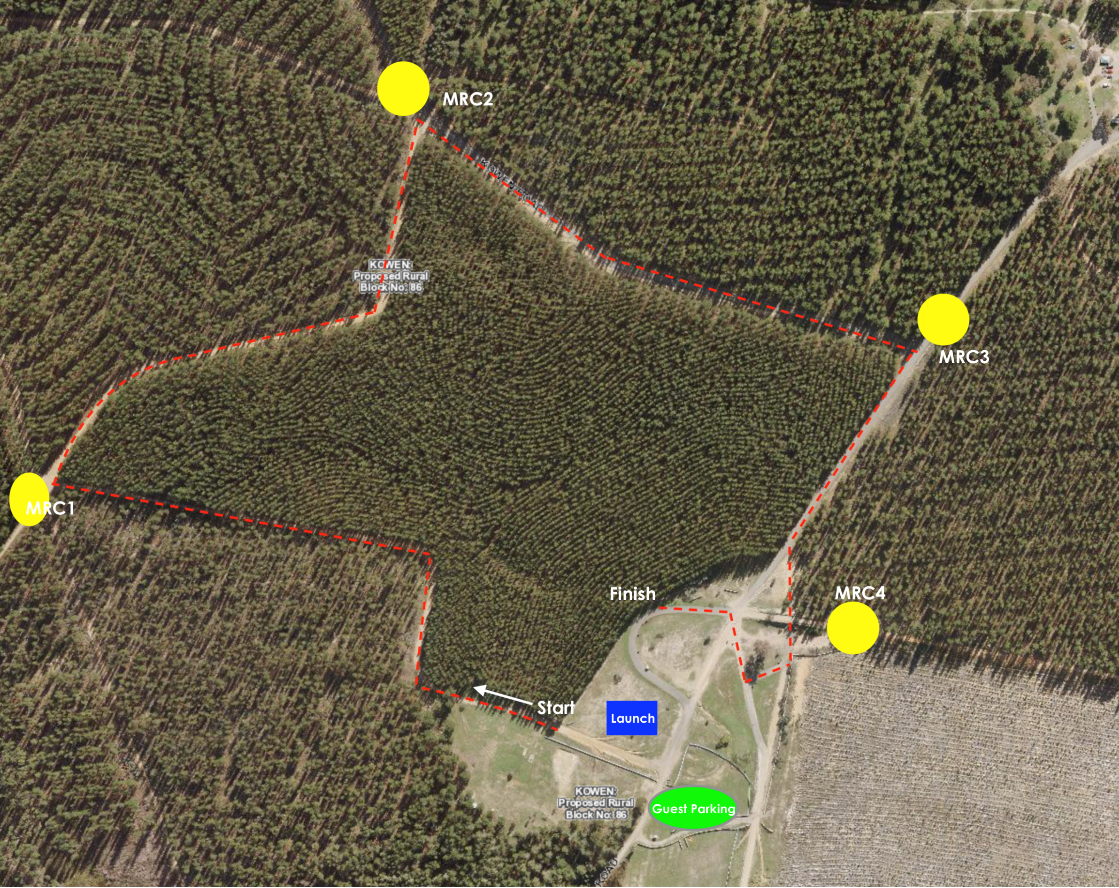 MRC2
KOWEN:
Proposed Rural
Block No: 86
MRC3
MRC1
Finish
MRC4
Start
Launch
KOWEN:
Proposed Rural
Block No: 86
Guest Parking
ROAD